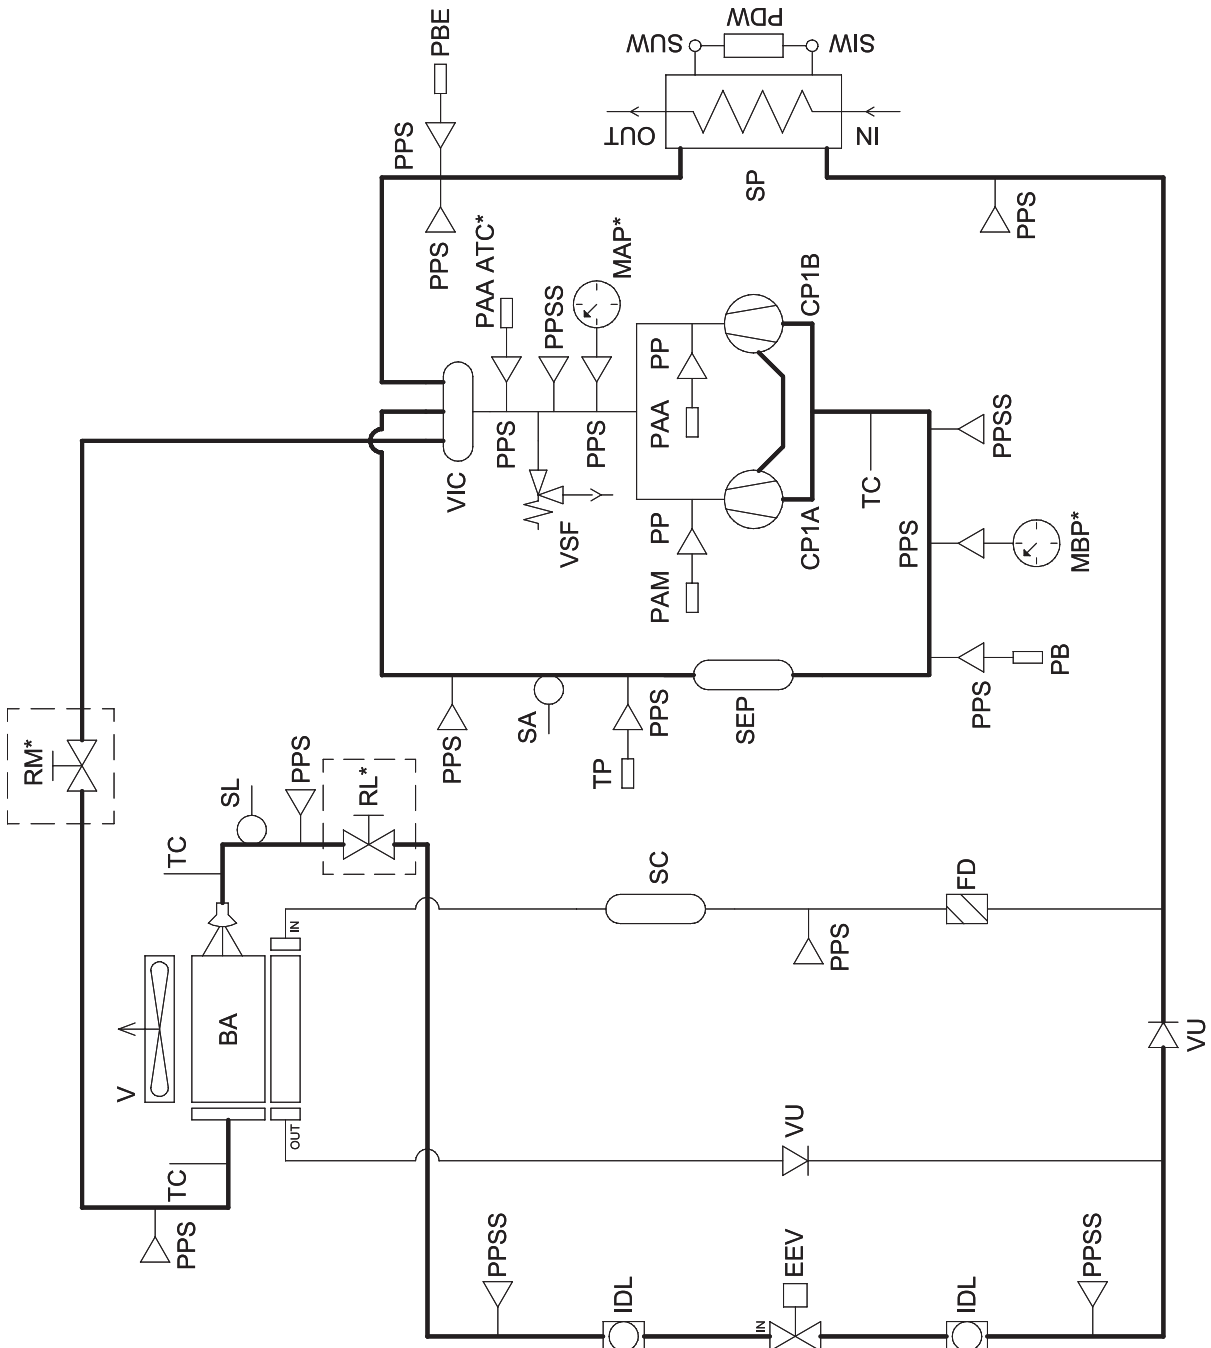 PBE
PPS
PPS
PDW
SUW
SIW
OUT
IN
SP
PPS
PAA ATC*
PPSS
MAP*
PPS
PPS
VIC
VSF
PP
PAA
CP1B
PP
PAM
CP1A
TC
PPSS
PPS
MBP*
PPS
PB
SEP
PPS
TP
SA
PPS
RM*
SL
PPS
RL*
TC
V
BA
IN
OUT
TC
PPS
SC
PPS
FD
VU
VU
PPSS
IDL
IN
EEV
IDL
PPSS